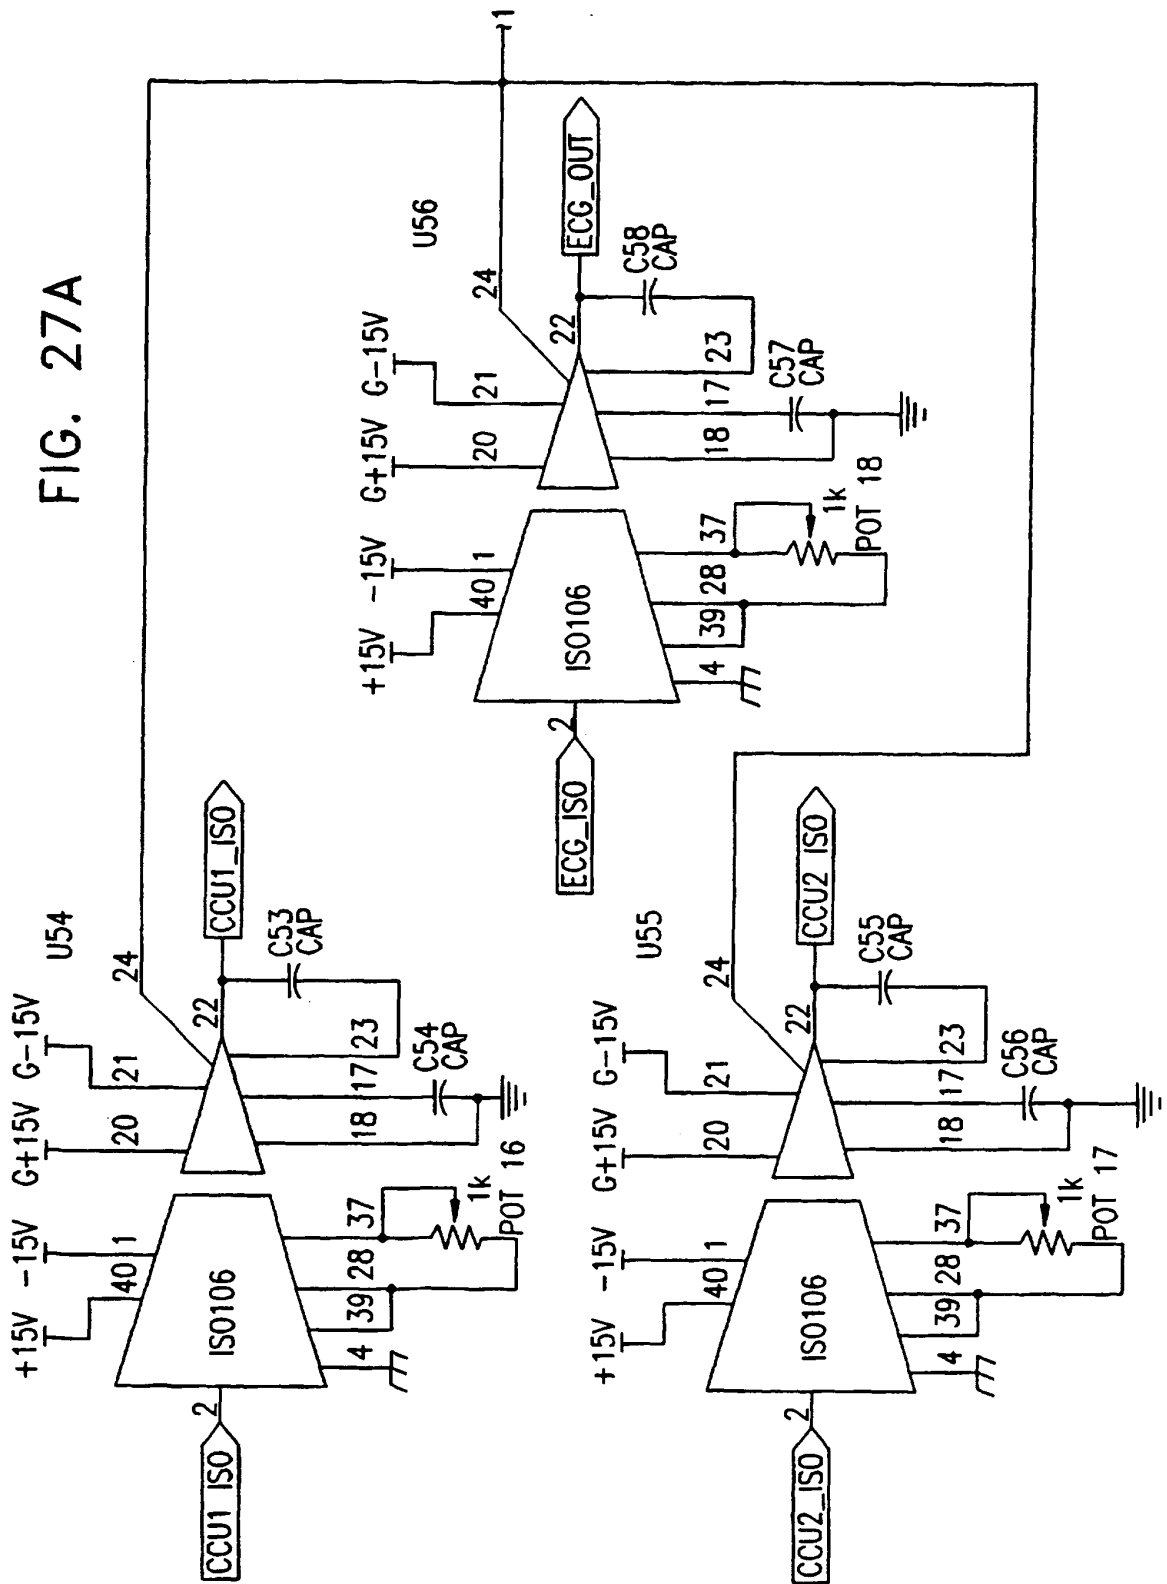 FIG. 27A
+15V
-15V
G+15V
G-15V
40
1
20
21
24
U54
CCU1 ISO
2
ISO106
22
CCU1_ISO
4
39
28
37
18
17
23
C53
CAP
C54
CAP
1k
POT 16
+15V
-15V
G+15V
G-15V
40
1
20
21
24
U56
1
ECG_ISO
2
ISO106
22
ECG_OUT
4
39
28
37
18
17
23
C58
CAP
C57
CAP
1k
POT 18
+15V
-15V
G+15V
G-15V
40
1
20
21
24
U55
CCU2_ISO
2
ISO106
22
CCU2 ISO
4
39
28
37
18
17
23
C55
CAP
C56
CAP
1k
POT 17